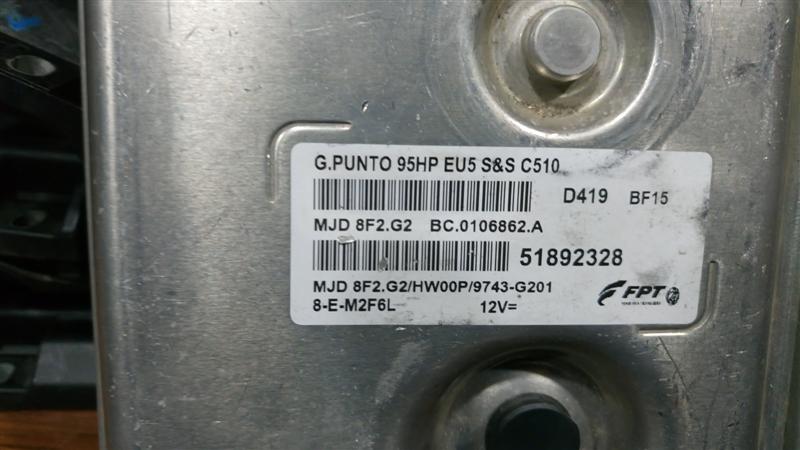 G.PUNTO 95HP EU5 S&S C510
D419 BF15
MJD 8F2.G2 BC.0106862.A
51892328
MJD 8F2.G2/HW00P/9743-G201
8-E-M2F6L 12V=
FPT